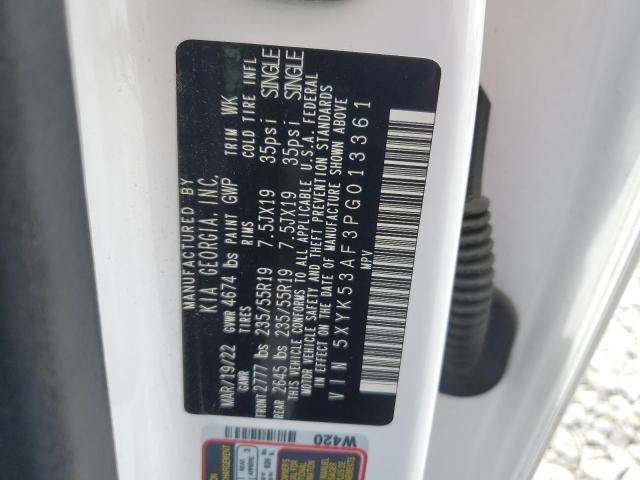 MANUFACTURED BY
KIA GEORGIA, INC.
MAR/19/22 GVWR 4674 lbs PAINT GWP TRIM WK
GAWR TIRES RIMS COLD TIRE INFL
FRONT 2777 lbs 235/55R19 7.5JX19 35psi SINGLE
REAR 2645 lbs 235/55R19 7.5JX19 35psi SINGLE
THIS VEHICLE CONFORMS TO ALL APPLICABLE U.S.A. FEDERAL
MOTOR VEHICLE SAFETY AND THEFT PREVENTION STANDARDS
IN EFFECT ON THE DATE OF MANUFACTURE SHOWN ABOVE
VIN 5XYK53AF3PG013361
MPV
W420